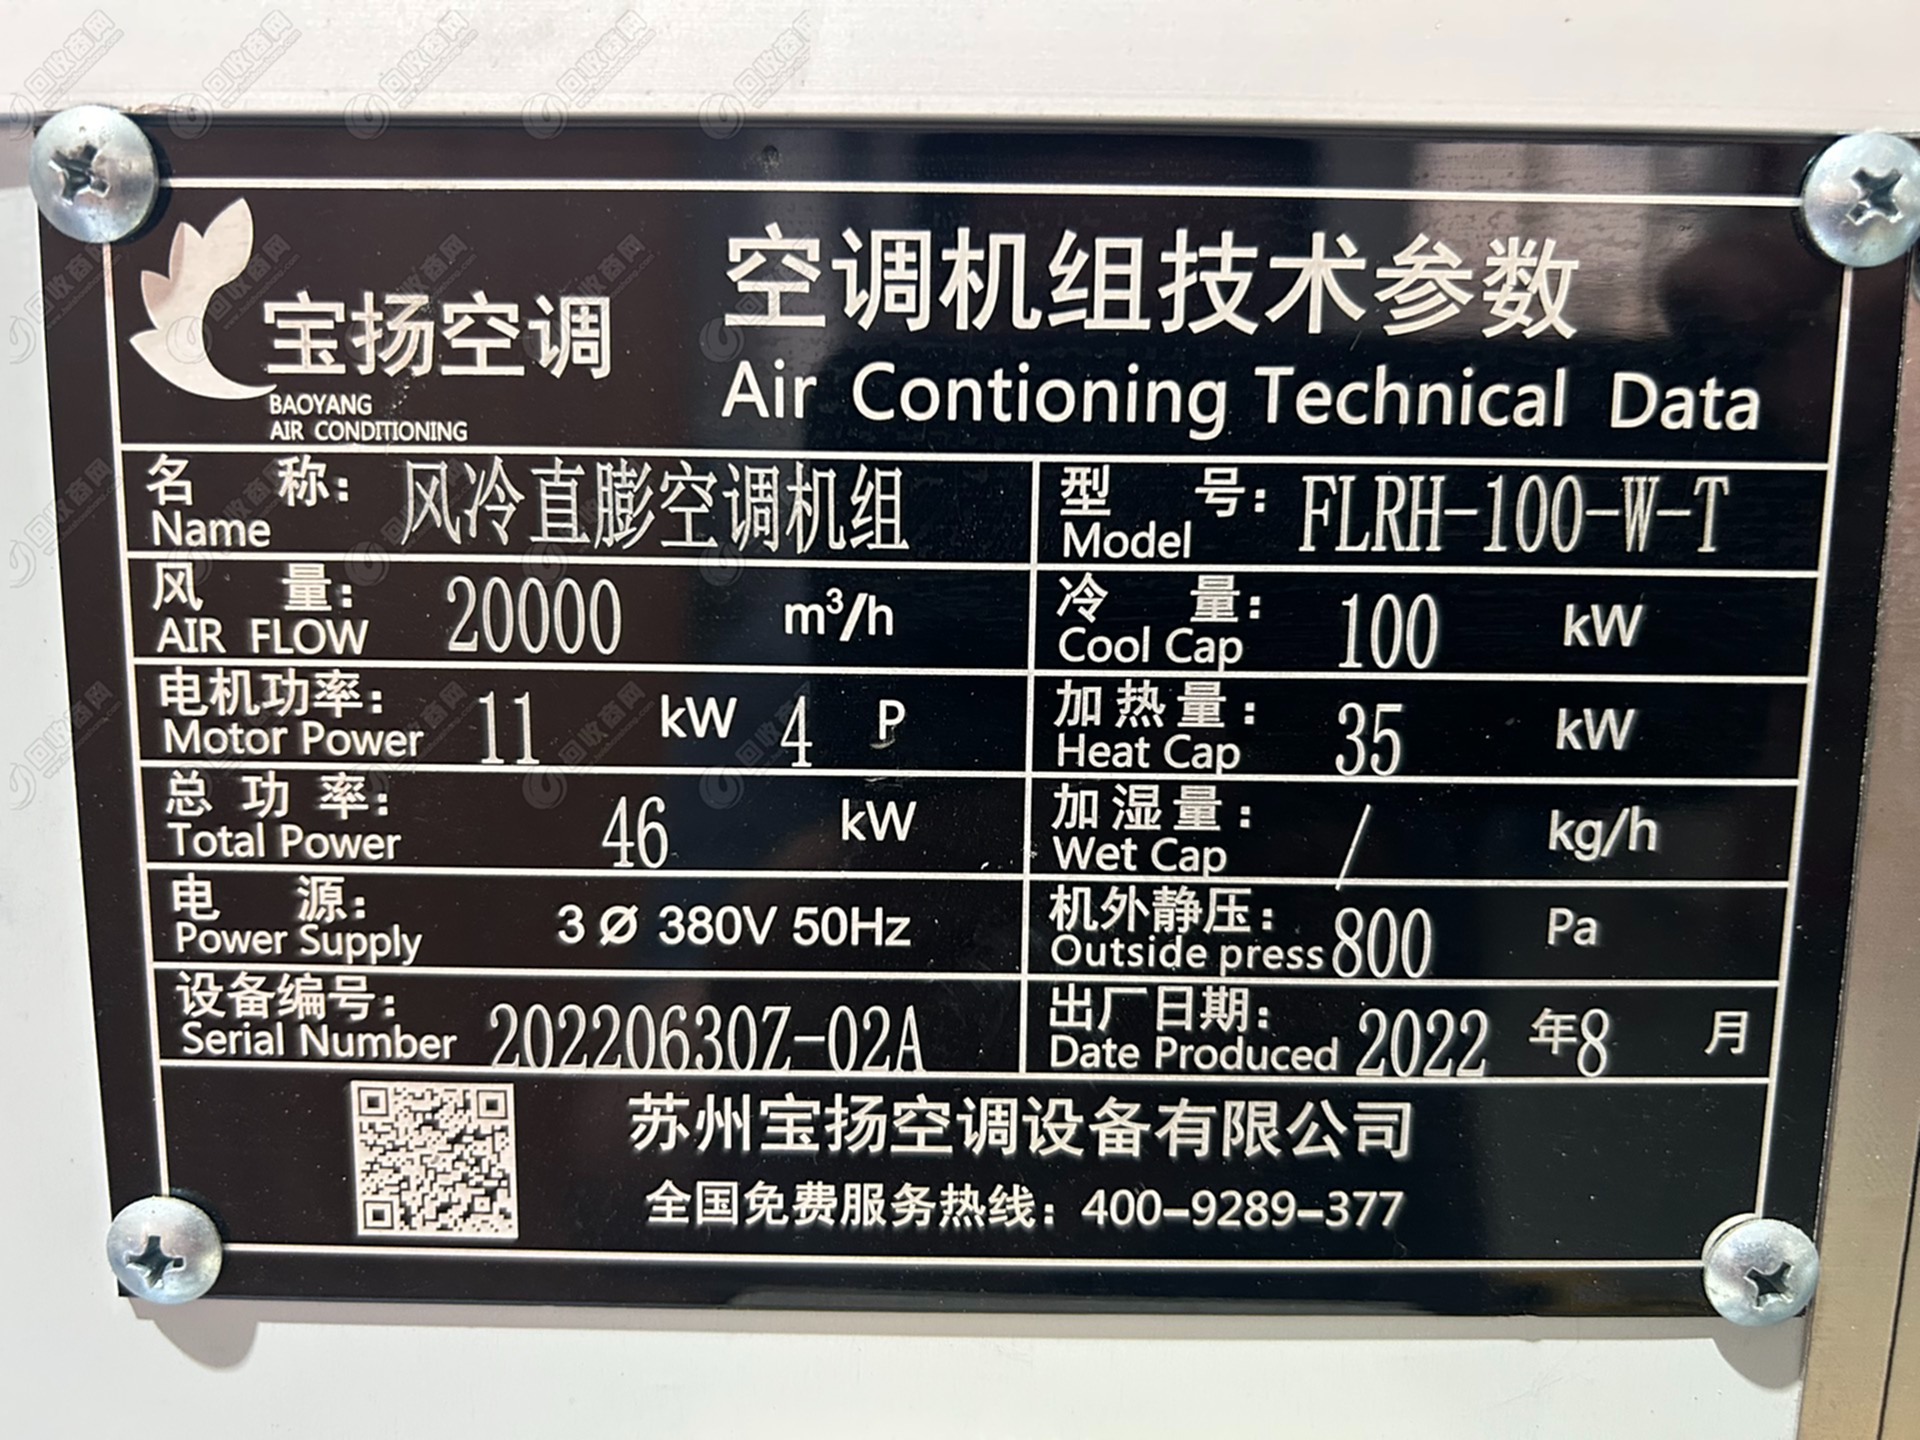 宝扬空调
BAOYANG
AIR CONDITIONING
空调机组技术参数
Air Contioning Technical Data
名 称: 风冷直膨空调机组
Name
型 号: FLRH-100-W-T
Model
风 量: 20000 m³/h
AIR FLOW
冷 量: 100 kW
Cool Cap
电机功率: 11 kW 4 P
Motor Power
加热量: 35 kW
Heat Cap
总功率: 46 kW
Total Power
加湿量: / kg/h
Wet Cap
电 源: 3 Ø 380V 50Hz
Power Supply
机外静压: 800 Pa
Outside press
设备编号: 20220630Z-02A
Serial Number
出厂日期: 2022 年 8 月
Date Produced
苏州宝扬空调设备有限公司
全国免费服务热线: 400-9289-377
回收商网